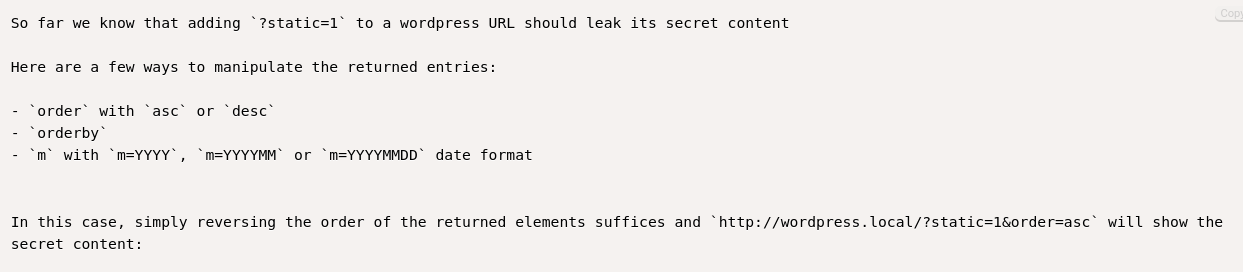 So far we know that adding `?static=1` to a wordpress URL should leak its secret content
Copy
Here are a few ways to manipulate the returned entries:
- `order` with `asc` or `desc`
- `orderby`
- `m` with `m=YYYY`, `m=YYYYMM` or `m=YYYYMMDD` date format
In this case, simply reversing the order of the returned elements suffices and `http://wordpress.local/?static=1&order=asc` will show the
secret content: